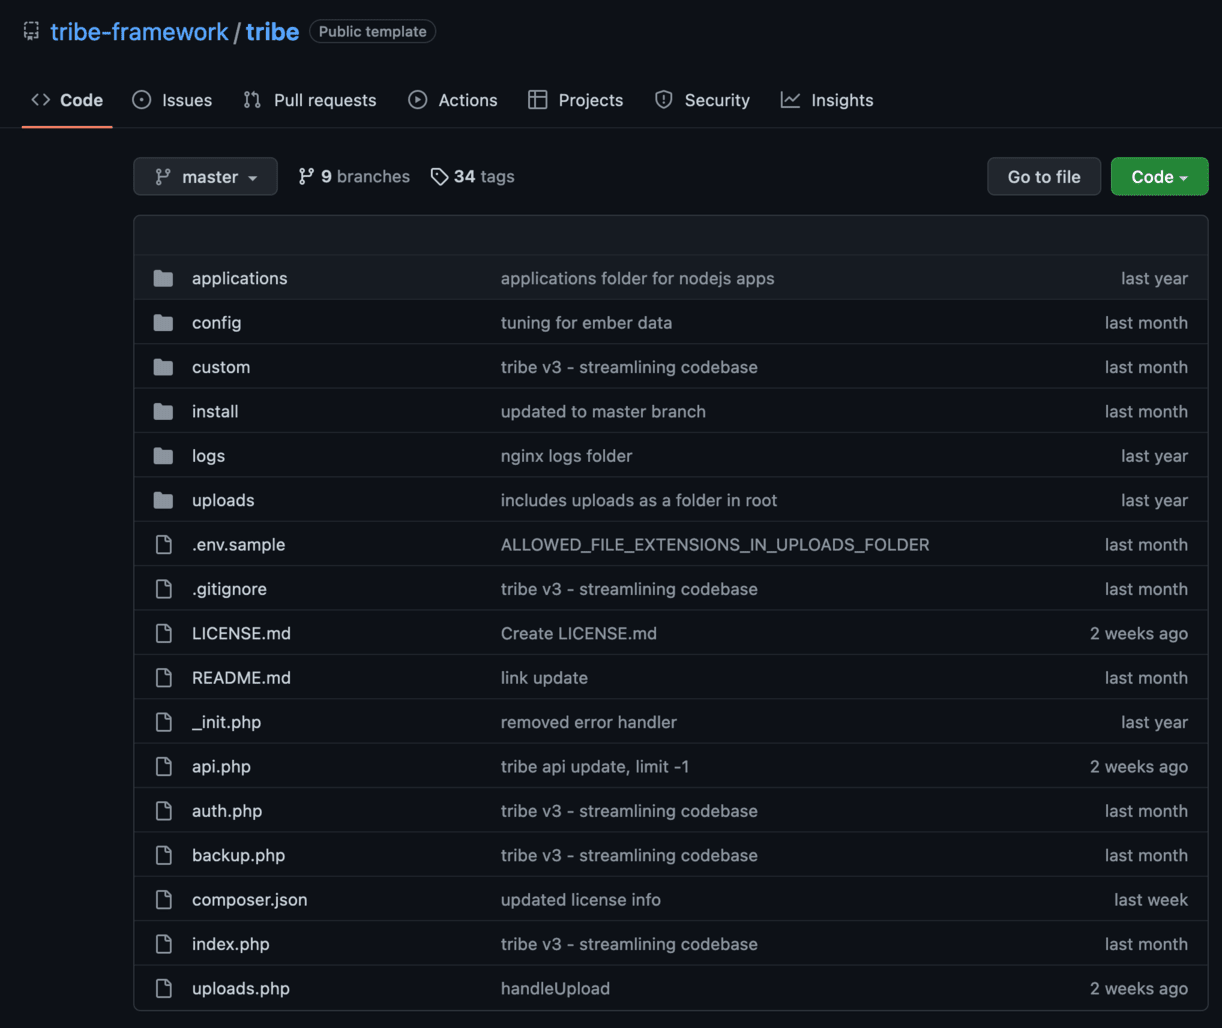 tribe-framework / tribe Public template
Code Issues Pull requests Actions Projects Security Insights
master 9 branches 34 tags Go to file Code
applications applications folder for nodejs apps last year
config tuning for ember data last month
custom tribe v3 - streamlining codebase last month
install updated to master branch last month
logs nginx logs folder last year
uploads includes uploads as a folder in root last year
.env.sample ALLOWED_FILE_EXTENSIONS_IN_UPLOADS_FOLDER last month
.gitignore tribe v3 - streamlining codebase last month
LICENSE.md Create LICENSE.md 2 weeks ago
README.md link update last month
_init.php removed error handler last year
api.php tribe api update, limit -1 2 weeks ago
auth.php tribe v3 - streamlining codebase last month
backup.php tribe v3 - streamlining codebase last month
composer.json updated license info last week
index.php tribe v3 - streamlining codebase last month
uploads.php handleUpload 2 weeks ago